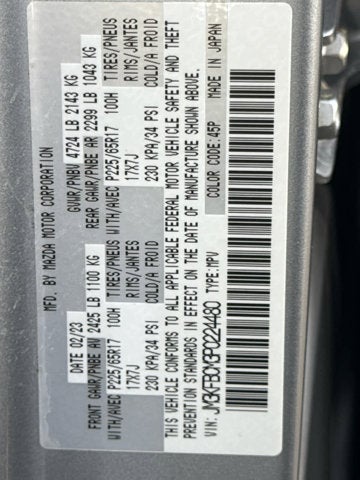 MFD. BY MAZDA MOTOR CORPORATION
DATE 02/23 GVWR/PNBV 4724 LB 2143 KG
FRONT GAWR/PNBE AV 2425 LB 1100 KG REAR GAWR/PNBE AR 2299 LB 1043 KG
WITH/AVEC P225/65R17 100H TIRES/PNEUS WITH/AVEC P225/65R17 100H TIRES/PNEUS
17X7J RIMS/JANTES 17X7J RIMS/JANTES
230 KPA/34 PSI COLD/A FROID 230 KPA/34 PSI COLD/A FROID
THIS VEHICLE CONFORMS TO ALL APPLICABLE FEDERAL MOTOR VEHICLE SAFETY AND THEFT
PREVENTION STANDARDS IN EFFECT ON THE DATE OF MANUFACTURE SHOWN ABOVE.
VIN: JM3KFBCM3P0224480 TYPE:MPV COLOR CODE:45P MADE IN JAPAN